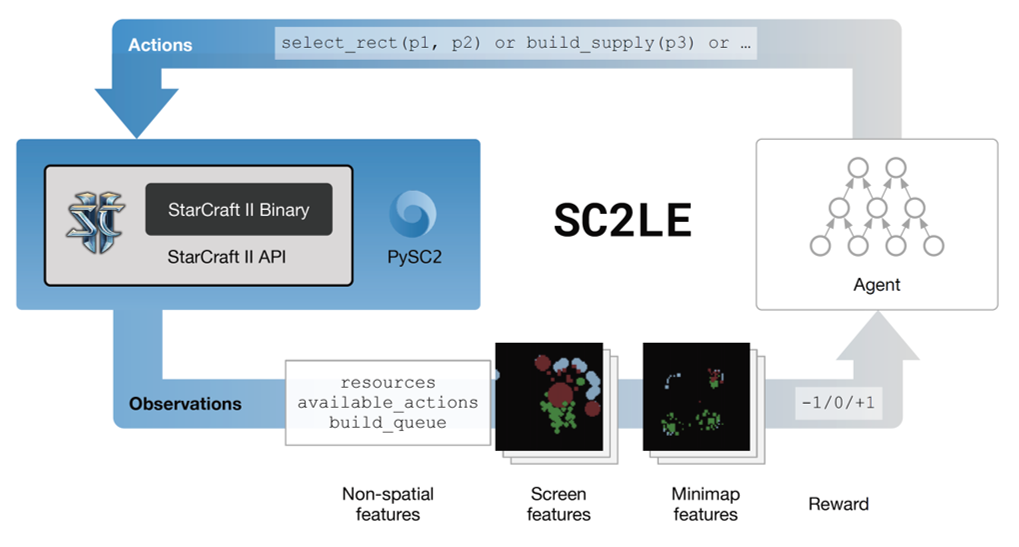 Actions
select_rect(p1, p2) or build_supply(p3) or …
SC
StarCraft II Binary
StarCraft II API
PySC2
SC2LE
Agent
Observations
resources
available_actions
build_queue
-1/0/+1
Non-spatial
features
Screen
features
Minimap
features
Reward